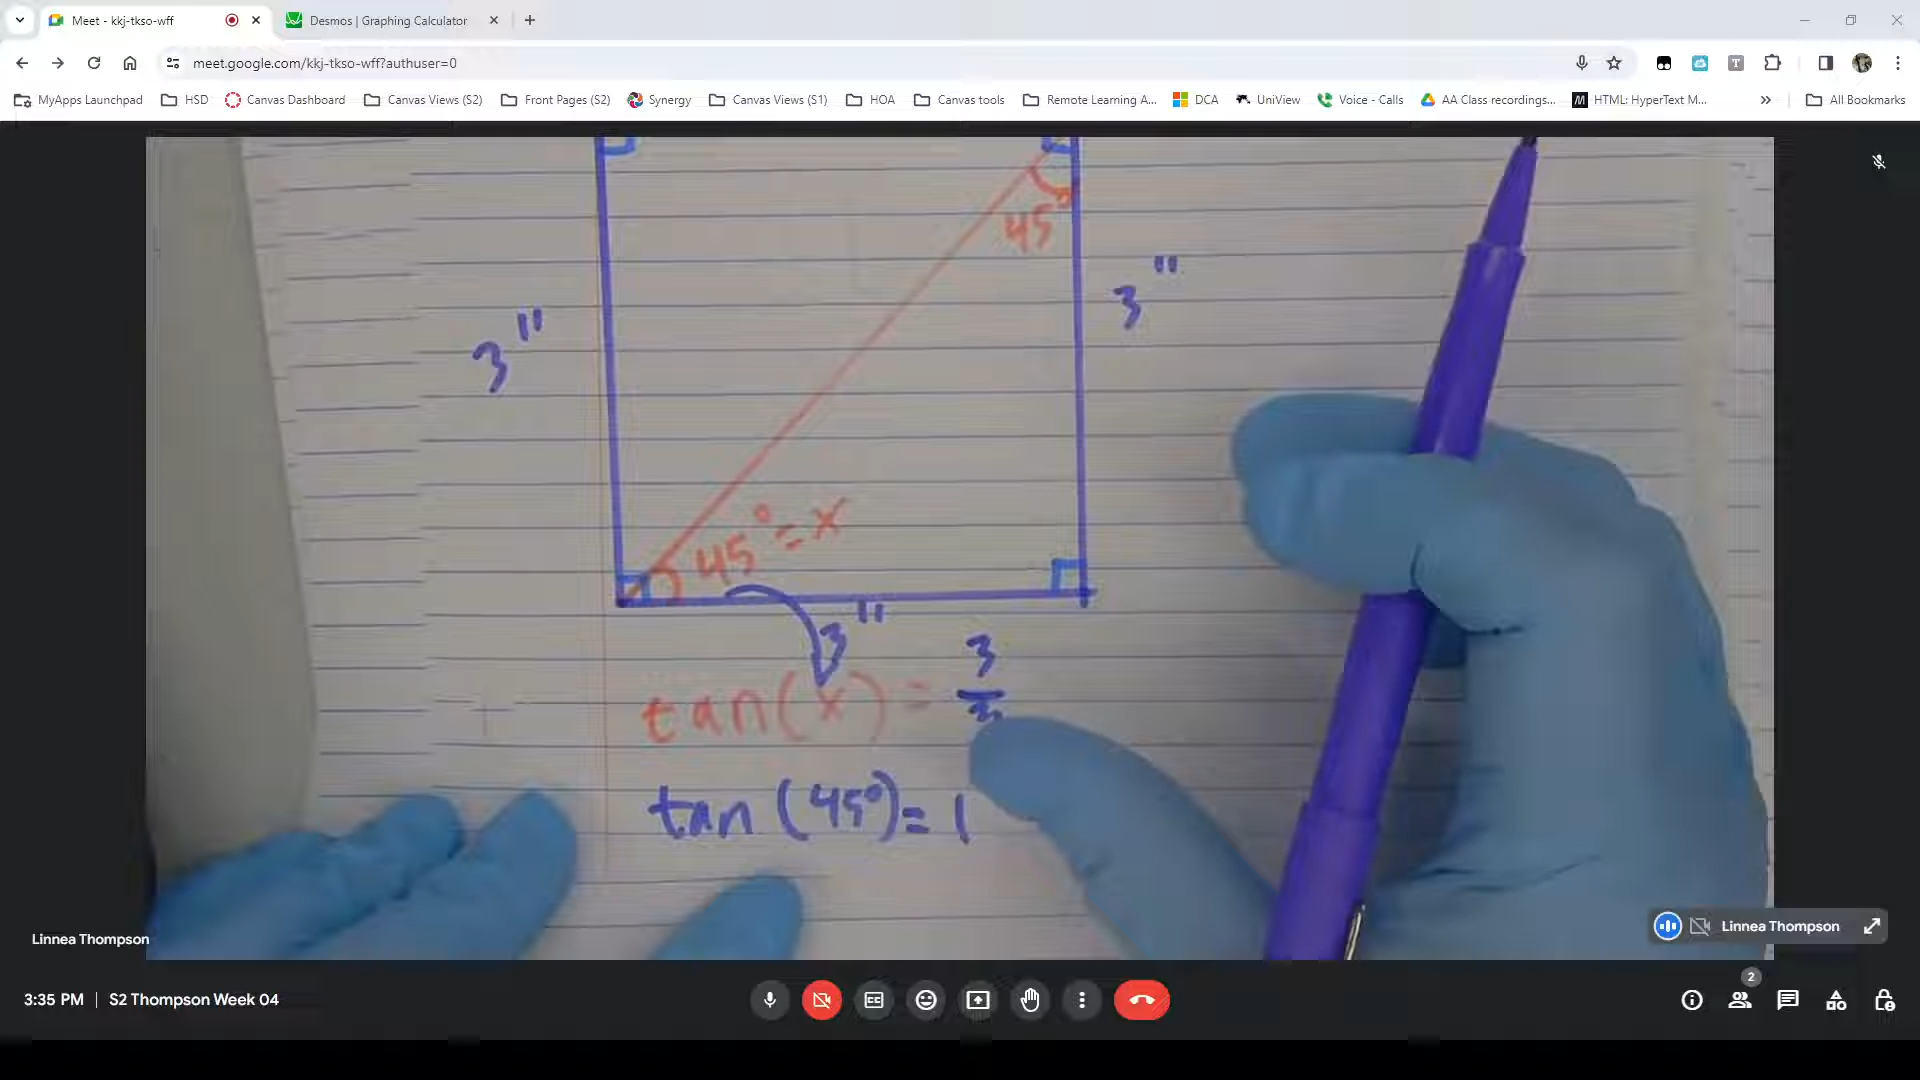 Meet - kkj-tkso-wff
Desmos | Graphing Calculator
meet.google.com/kkj-tkso-wff?authuser=0
MyApps Launchpad
HSD
Canvas Dashboard
Canvas Views (S2)
Front Pages (S2)
Synergy
Canvas Views (S1)
HOA
Canvas tools
Remote Learning A...
DCA
UniView
Voice - Calls
AA Class recordings...
HTML: HyperText M...
»
All Bookmarks
45°
3"
3"
45° = x
3"
tan(x) = 3/3
tan (45°) = 1
Linnea Thompson
Linnea Thompson
2
3:35 PM | S2 Thompson Week 04